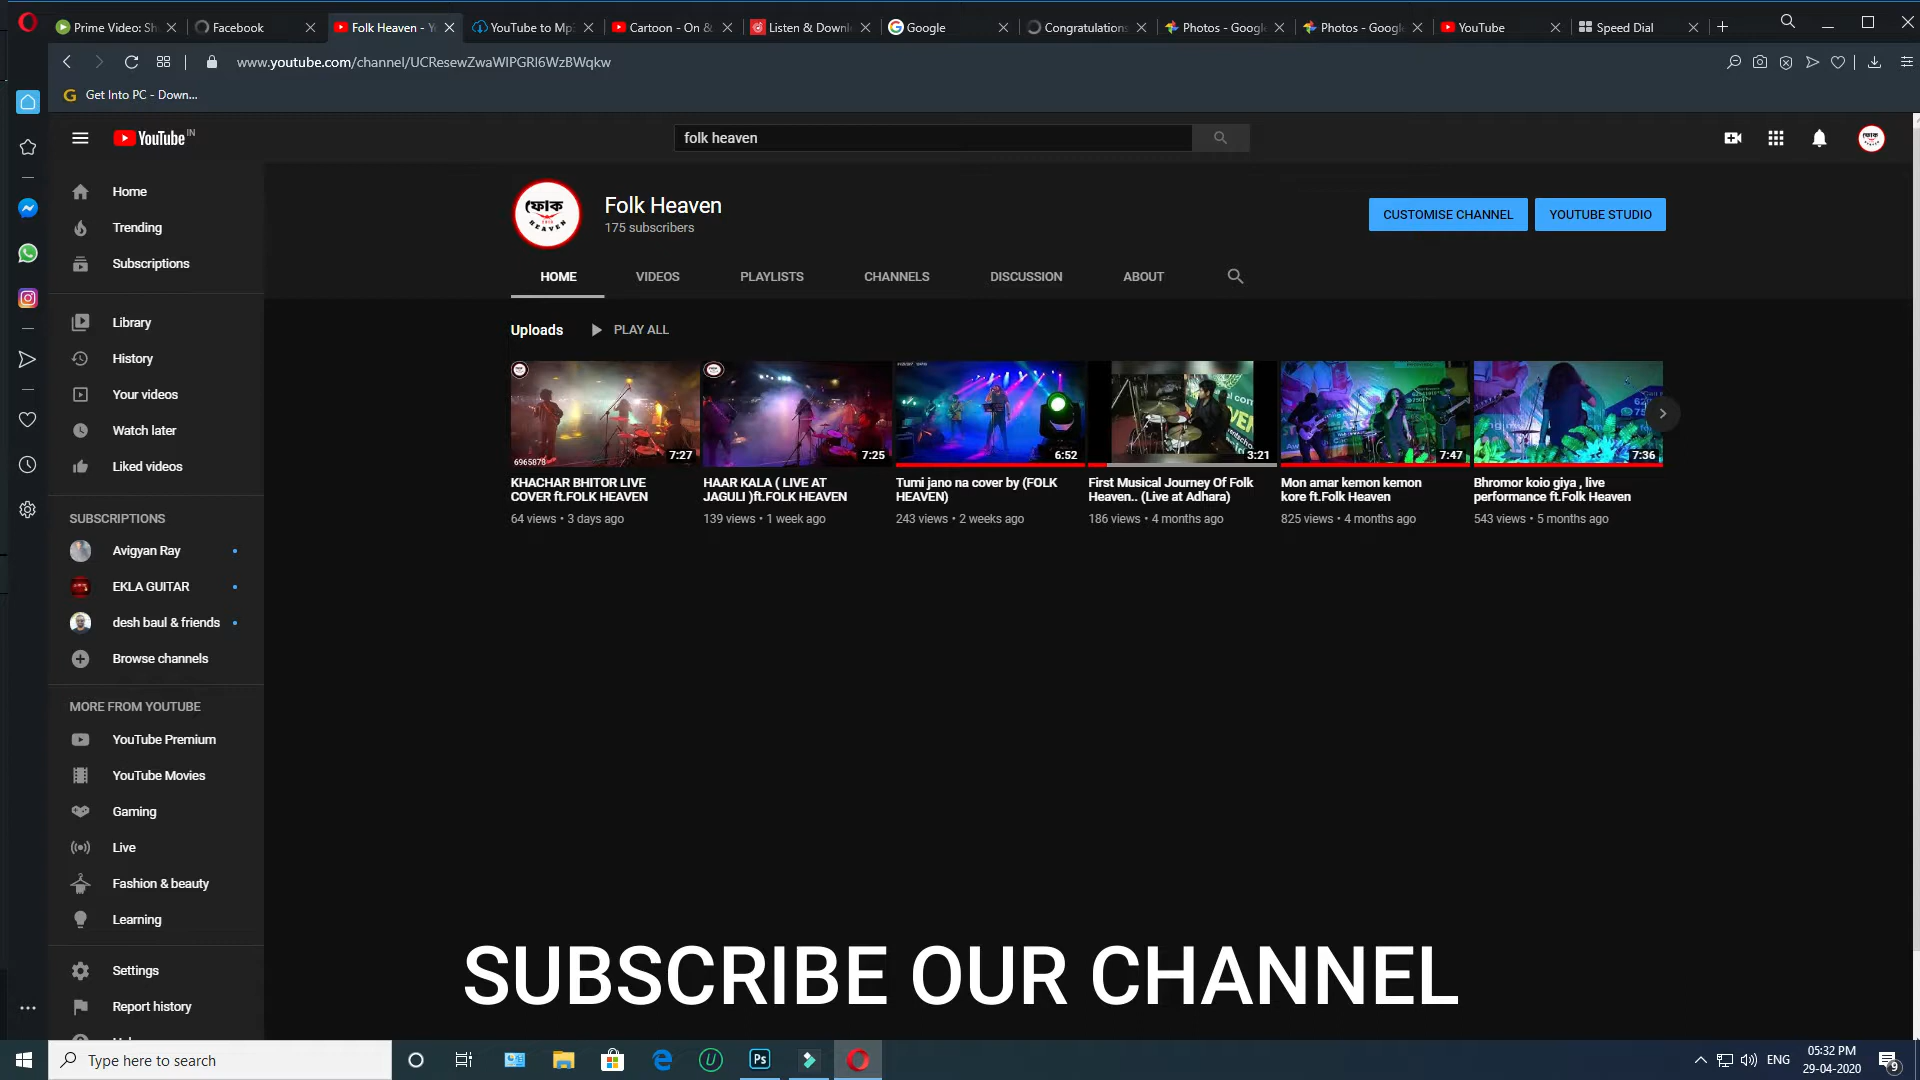 Prime Video: Sh
Facebook
Folk Heaven - Y
YouTube to Mp
Cartoon - On &
Listen & Downl
Google
Congratulations
Photos - Google
Photos - Google
YouTube
Speed Dial
www.youtube.com/channel/UCResewZwaWIPGRl6WzBWqkw
Get Into PC - Down...
YouTube IN
folk heaven
Home
Trending
Subscriptions
Library
History
Your videos
Watch later
Liked videos
SUBSCRIPTIONS
Avigyan Ray
EKLA GUITAR
desh baul & friends
Browse channels
MORE FROM YOUTUBE
YouTube Premium
YouTube Movies
Gaming
Live
Fashion & beauty
Learning
Settings
Report history
ফোক
HEAVEN
Folk Heaven
175 subscribers
CUSTOMISE CHANNEL
YOUTUBE STUDIO
HOME
VIDEOS
PLAYLISTS
CHANNELS
DISCUSSION
ABOUT
Uploads
PLAY ALL
6965878
7:27
7:25
6:52
3:21
7:47
7:36
KHACHAR BHITOR LIVE
COVER ft.FOLK HEAVEN
64 views • 3 days ago
HAAR KALA ( LIVE AT
JAGULI )ft.FOLK HEAVEN
139 views • 1 week ago
Tumi jano na cover by (FOLK
HEAVEN)
243 views • 2 weeks ago
First Musical Journey Of Folk
Heaven.. (Live at Adhara)
186 views • 4 months ago
Mon amar kemon kemon
kore ft.Folk Heaven
825 views • 4 months ago
Bhromor koio giya , live
performance ft.Folk Heaven
543 views • 5 months ago
SUBSCRIBE OUR CHANNEL
Type here to search
Ps
ENG
05:32 PM
29-04-2020
9